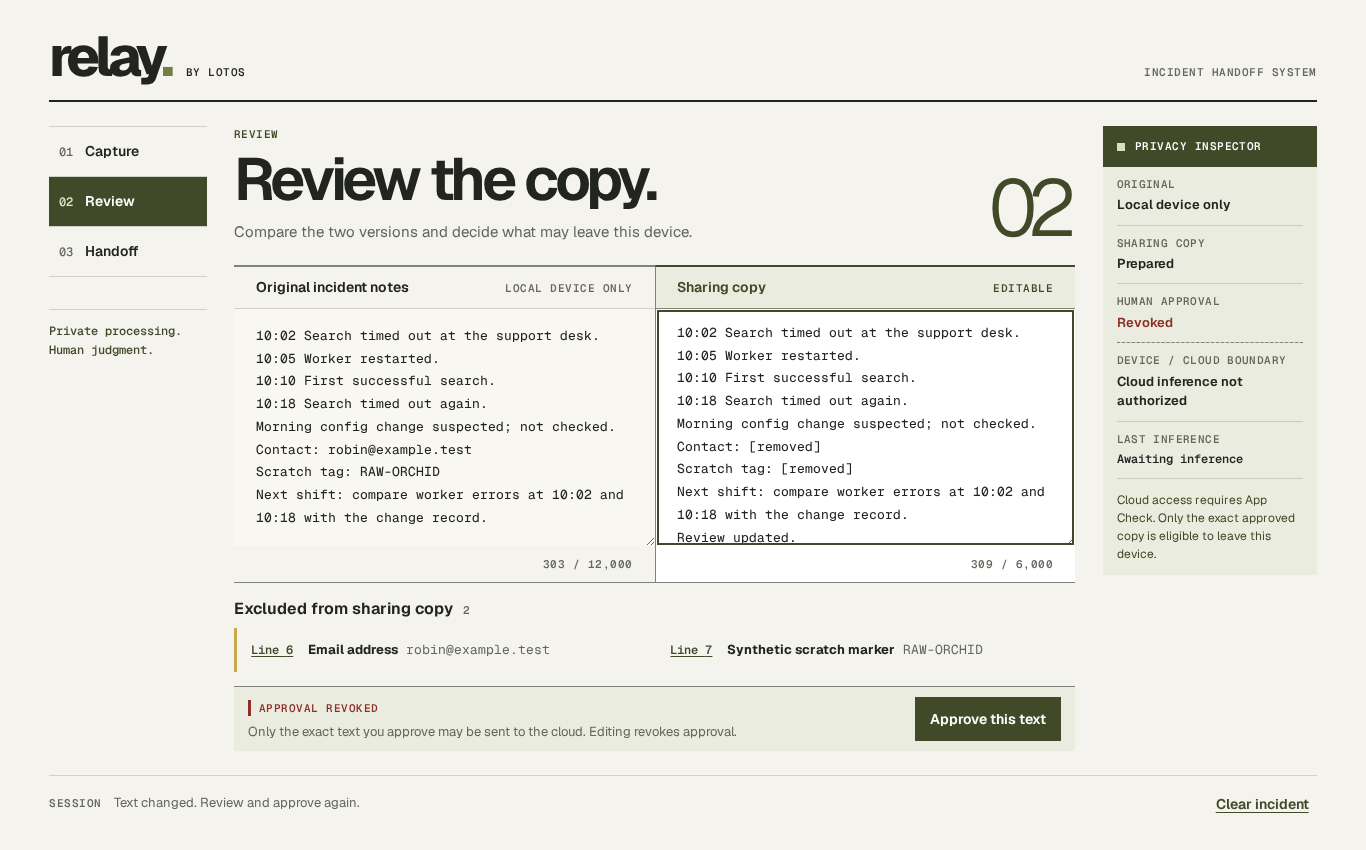 relay. BY LOTOS
INCIDENT HANDOFF SYSTEM
01 Capture
02 Review
03 Handoff
Private processing.
Human judgment.
REVIEW
Review the copy.
Compare the two versions and decide what may leave this device.
02
Original incident notes LOCAL DEVICE ONLY
10:02 Search timed out at the support desk.
10:05 Worker restarted.
10:10 First successful search.
10:18 Search timed out again.
Morning config change suspected; not checked.
Contact: robin@example.test
Scratch tag: RAW-ORCHID
Next shift: compare worker errors at 10:02 and
10:18 with the change record.
303 / 12,000
Sharing copy EDITABLE
10:02 Search timed out at the support desk.
10:05 Worker restarted.
10:10 First successful search.
10:18 Search timed out again.
Morning config change suspected; not checked.
Contact: [removed]
Scratch tag: [removed]
Next shift: compare worker errors at 10:02 and
10:18 with the change record.
Review updated.
309 / 6,000
Excluded from sharing copy 2
Line 6 Email address robin@example.test
Line 7 Synthetic scratch marker RAW-ORCHID
APPROVAL REVOKED
Only the exact text you approve may be sent to the cloud. Editing revokes approval.
Approve this text
PRIVACY INSPECTOR
ORIGINAL
Local device only
SHARING COPY
Prepared
HUMAN APPROVAL
Revoked
DEVICE / CLOUD BOUNDARY
Cloud inference not
authorized
LAST INFERENCE
Awaiting inference
Cloud access requires App
Check. Only the exact approved
copy is eligible to leave this
device.
SESSION Text changed. Review and approve again.
Clear incident